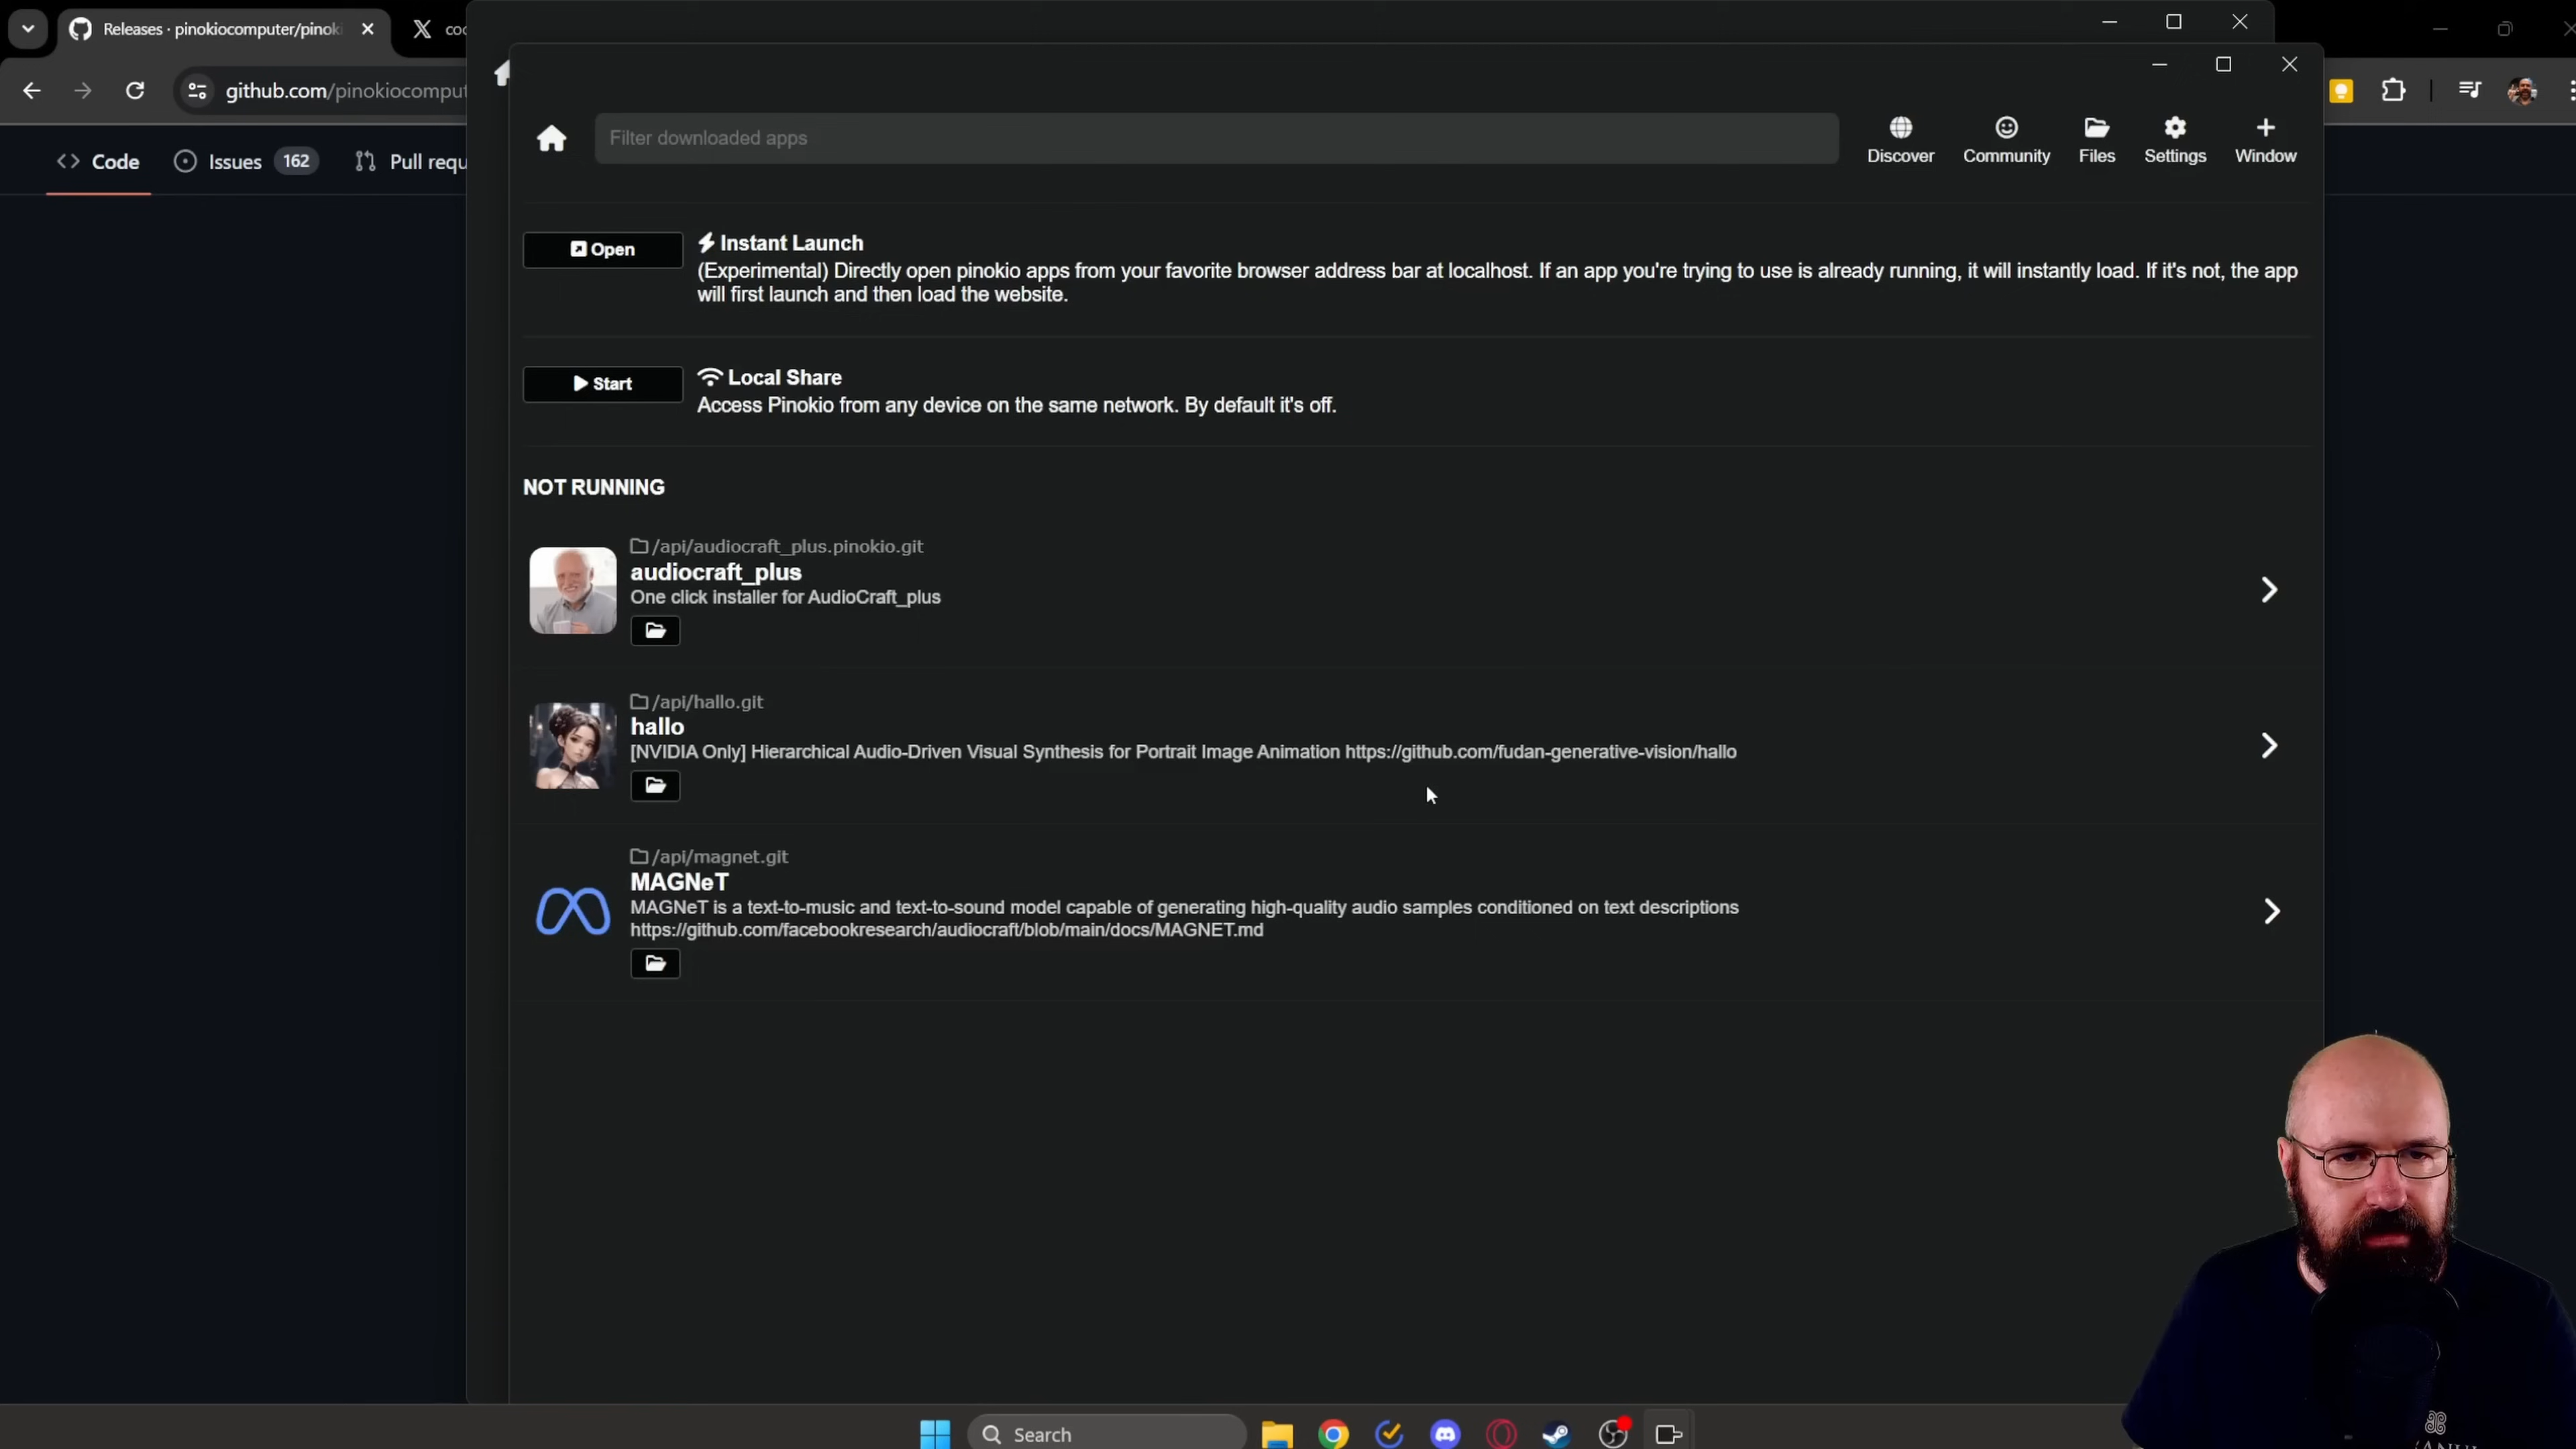 Releases · pinokiocomputer/pinoki
github.com/pinokiocomput
Code
Issues 162
Pull requ
Filter downloaded apps
Discover
Community
Files
Settings
Window
Open
Instant Launch
(Experimental) Directly open pinokio apps from your favorite browser address bar at localhost. If an app you're trying to use is already running, it will instantly load. If it's not, the app
will first launch and then load the website.
Start
Local Share
Access Pinokio from any device on the same network. By default it's off.
NOT RUNNING
/api/audiocraft_plus.pinokio.git
audiocraft_plus
One click installer for AudioCraft_plus
/api/hallo.git
hallo
[NVIDIA Only] Hierarchical Audio-Driven Visual Synthesis for Portrait Image Animation https://github.com/fudan-generative-vision/hallo
/api/magnet.git
MAGNeT
MAGNeT is a text-to-music and text-to-sound model capable of generating high-quality audio samples conditioned on text descriptions
https://github.com/facebookresearch/audiocraft/blob/main/docs/MAGNET.md
Search